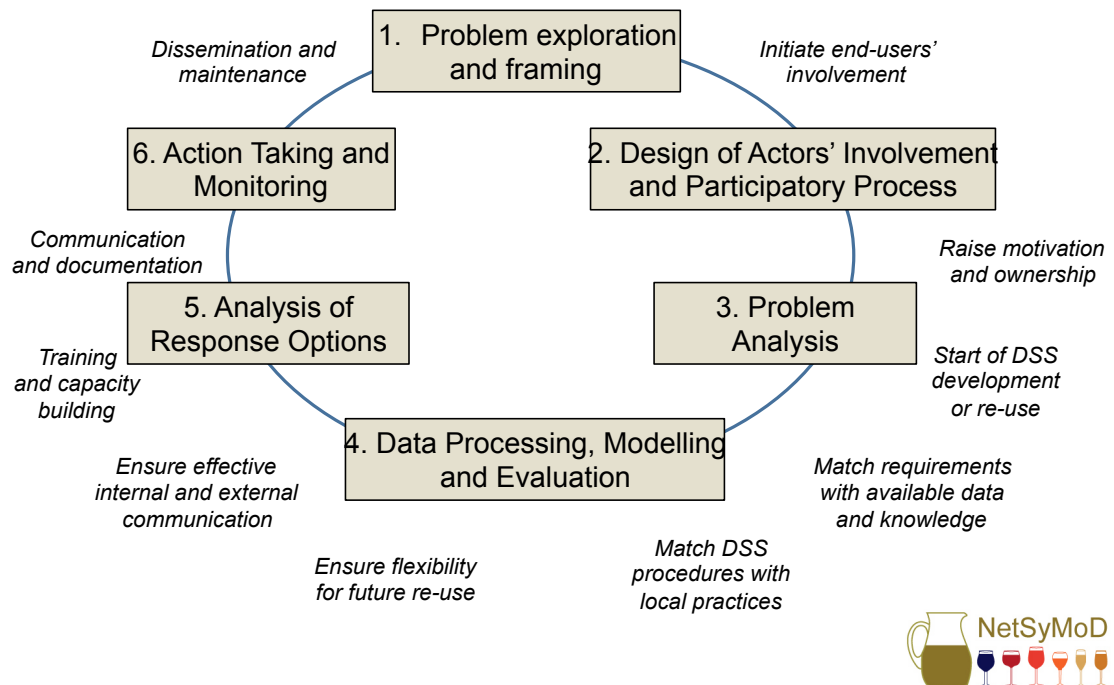 1. Problem exploration
and framing
Dissemination and
maintenance
Initiate end-users’
involvement
6. Action Taking and
Monitoring
2. Design of Actors’ Involvement
and Participatory Process
Communication
and documentation
Raise motivation
and ownership
5. Analysis of
Response Options
3. Problem
Analysis
Training
and capacity
building
Start of DSS
development
or re-use
4. Data Processing, Modelling
and Evaluation
Ensure effective
internal and external
communication
Match requirements
with available data
and knowledge
Ensure flexibility
for future re-use
Match DSS
procedures with
local practices
NetSyMoD